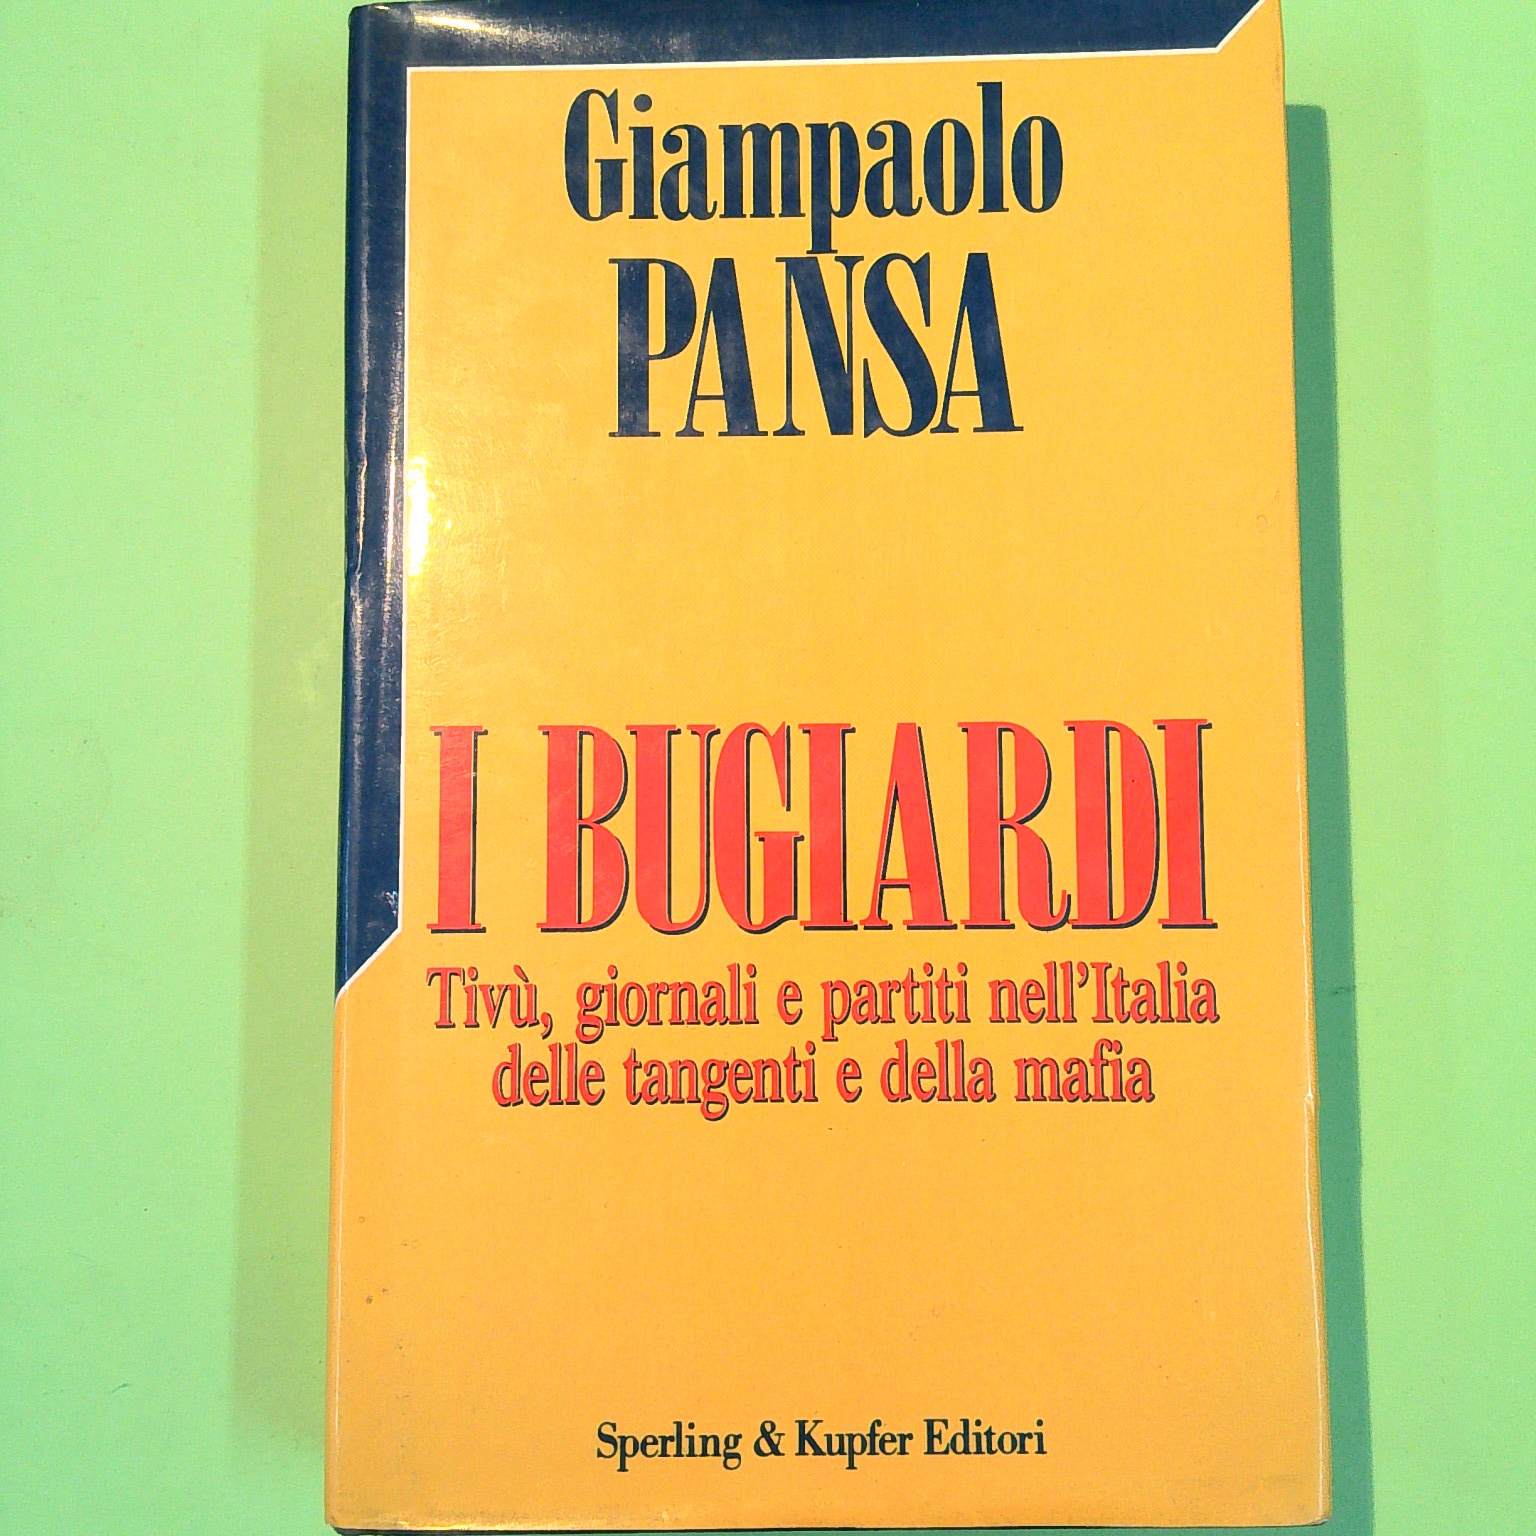 Giampaolo
PANSA
I BUGIARDI
Tivù, giornali e partiti nell'Italia
delle tangenti e della mafia
Sperling & Kupfer Editori